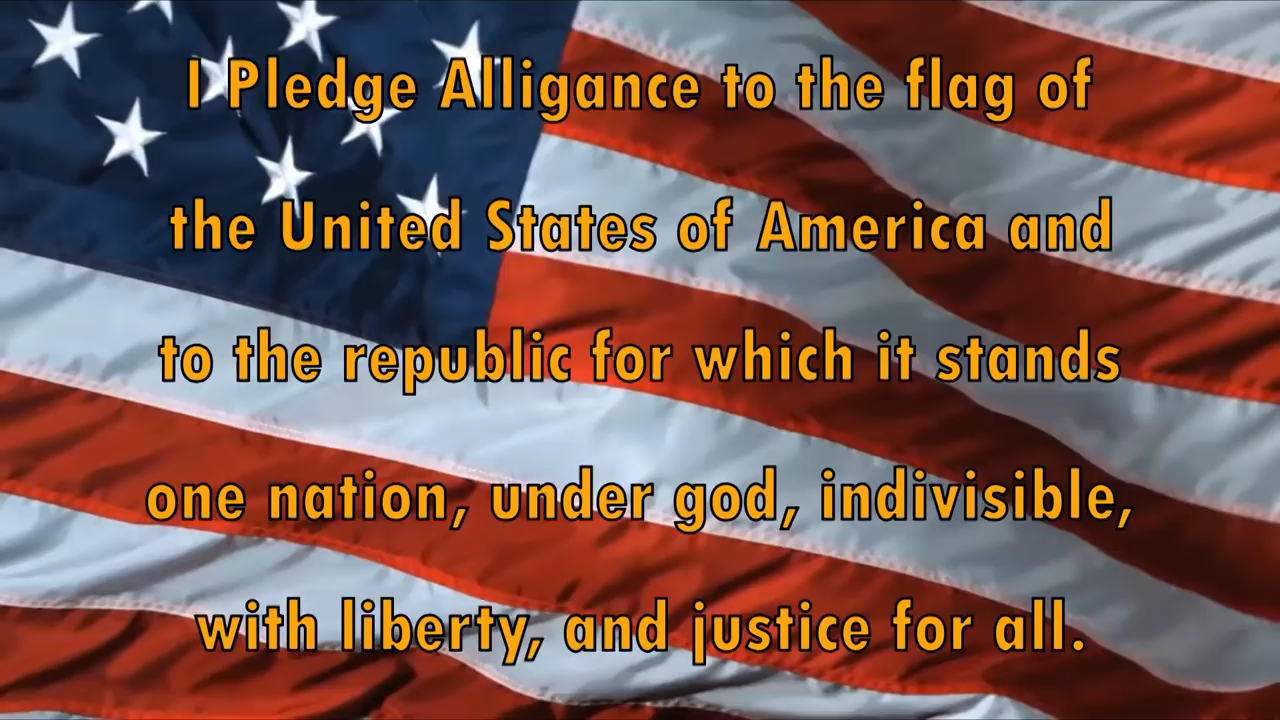 I Pledge Alligance to the flag of
the United States of America and
to the republic for which it stands
one nation, under god, indivisible,
with liberty, and justice for all.